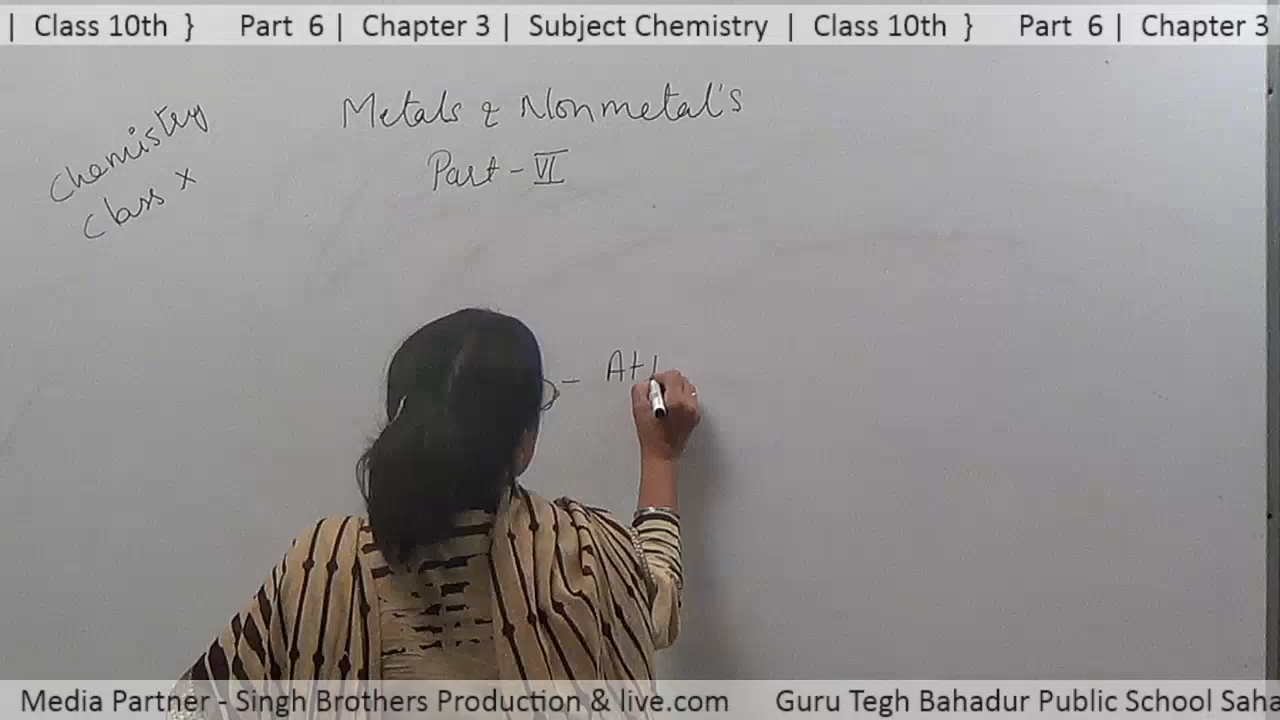 | Class 10th } Part 6 | Chapter 3 | Subject Chemistry | Class 10th } Part 6 | Chapter 3
Chemistry
Class X
Metals & Nonmetal's
Part - VI
- At
Media Partner - Singh Brothers Production & live.com Guru Tegh Bahadur Public School Saha